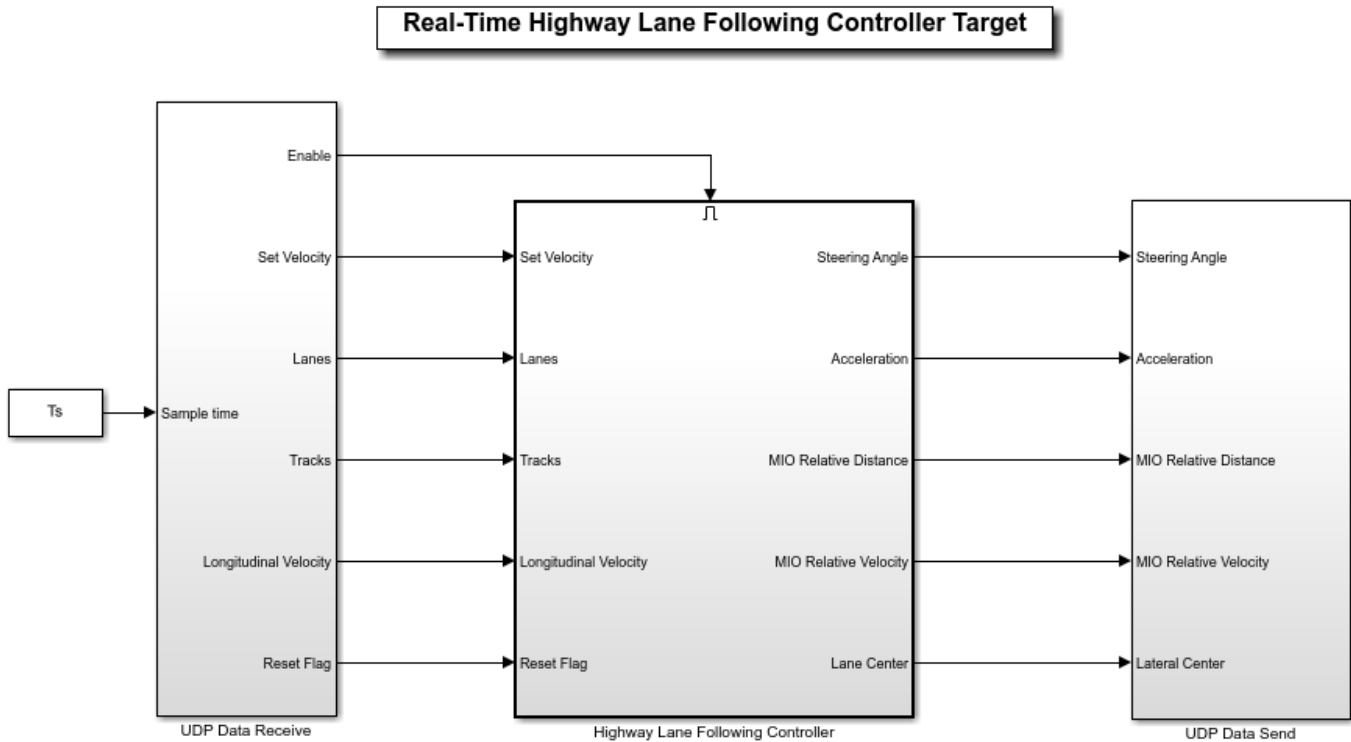 Real-Time Highway Lane Following Controller Target
Enable
Set Velocity
Set Velocity
Steering Angle
Steering Angle
Lanes
Lanes
Acceleration
Acceleration
Ts
Sample time
Tracks
Tracks
MIO Relative Distance
MIO Relative Distance
Longitudinal Velocity
Longitudinal Velocity
MIO Relative Velocity
MIO Relative Velocity
Reset Flag
Reset Flag
Lane Center
Lateral Center
UDP Data Receive
Highway Lane Following Controller
UDP Data Send